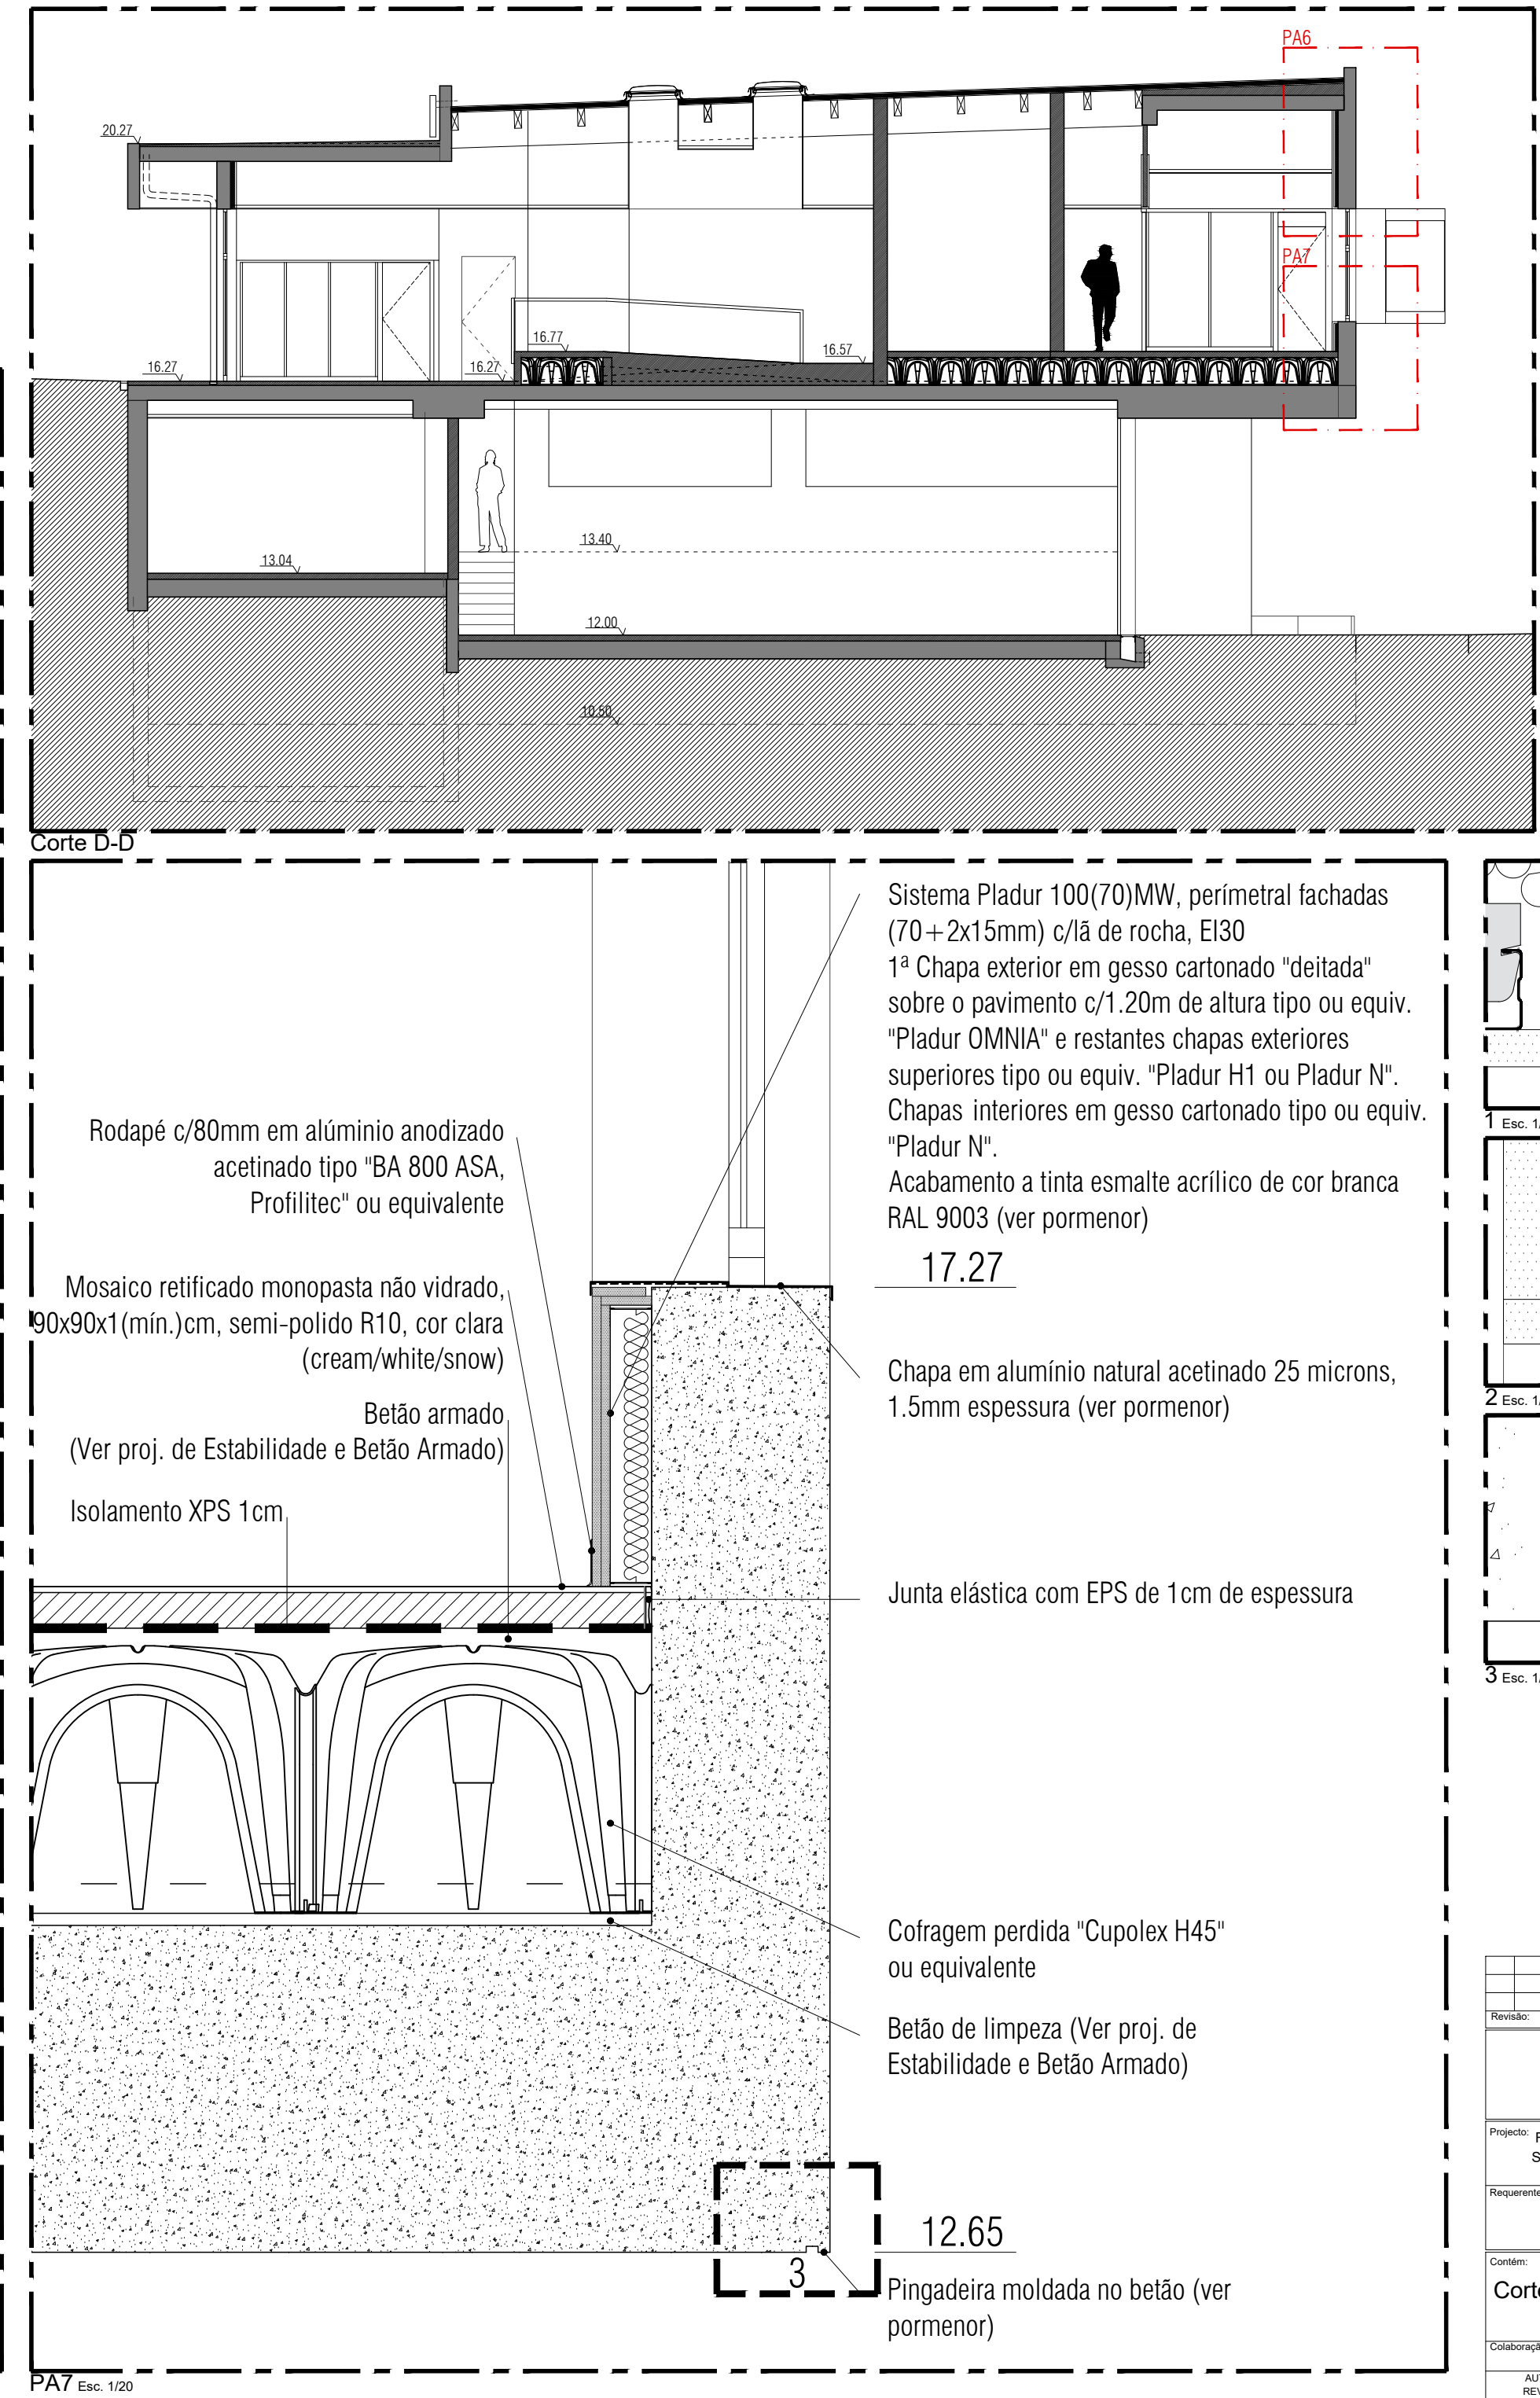 PA6
20.27
PA7
16.77
16.57
16.27
16.27
13.40
13.04
12.00
10.50
Corte D-D
Sistema Pladur 100(70)MW, perímetral fachadas
(70+2x15mm) c/lã de rocha, EI30
1ª Chapa exterior em gesso cartonado "deitada"
sobre o pavimento c/1.20m de altura tipo ou equiv.
"Pladur OMNIA" e restantes chapas exteriores
superiores tipo ou equiv. "Pladur H1 ou Pladur N".
Chapas interiores em gesso cartonado tipo ou equiv.
"Pladur N".
Acabamento a tinta esmalte acrílico de cor branca
RAL 9003 (ver pormenor)
Rodapé c/80mm em alúminio anodizado
acetinado tipo "BA 800 ASA,
Profilitec" ou equivalente
17.27
Mosaico retificado monopasta não vidrado,
90x90x1(mín.)cm, semi-polido R10, cor clara
(cream/white/snow)
Chapa em alumínio natural acetinado 25 microns,
1.5mm espessura (ver pormenor)
Betão armado
(Ver proj. de Estabilidade e Betão Armado)
Isolamento XPS 1cm
Junta elástica com EPS de 1cm de espessura
Cofragem perdida "Cupolex H45"
ou equivalente
Betão de limpeza (Ver proj. de
Estabilidade e Betão Armado)
12.65
3
Pingadeira moldada no betão (ver
pormenor)
PA7 Esc. 1/20
1 Esc. 1/
2 Esc. 1/
3 Esc. 1/
Revisão:
Projecto:
S
Requerente
Contém:
Corte
Colaboraçã
AU
RE